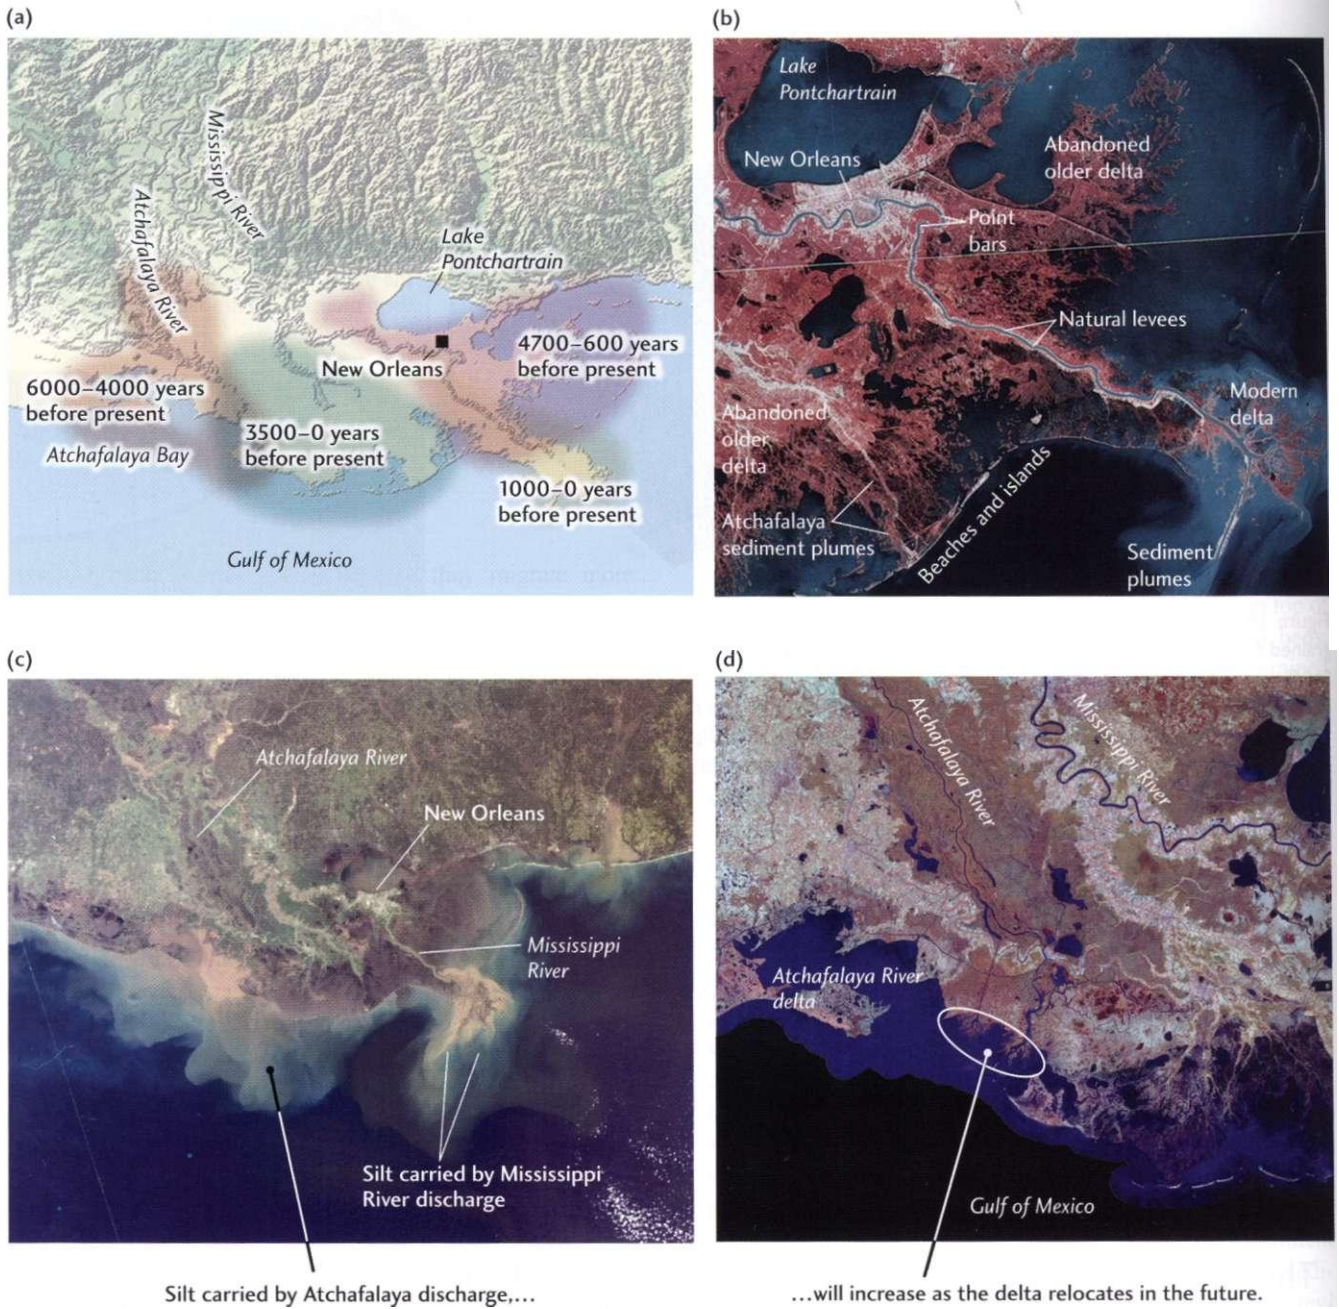 (a)
Mississippi River
Atchafalaya River
Lake
Pontchartrain
4700–600 years
before present
New Orleans
6000–4000 years
before present
3500–0 years
before present
Atchafalaya Bay
1000–0 years
before present
Gulf of Mexico
(b)
Lake
Pontchartrain
New Orleans
Abandoned
older delta
Point
bars
Natural levees
Modern
delta
Abandoned
older
delta
Atchafalaya
sediment plumes
Beaches and islands
Sediment
plumes
(c)
Atchafalaya River
New Orleans
Mississippi
River
Silt carried by Mississippi
River discharge
Silt carried by Atchafalaya discharge,...
(d)
Atchafalaya River
Mississippi River
Atchafalaya River
delta
Gulf of Mexico
...will increase as the delta relocates in the future.